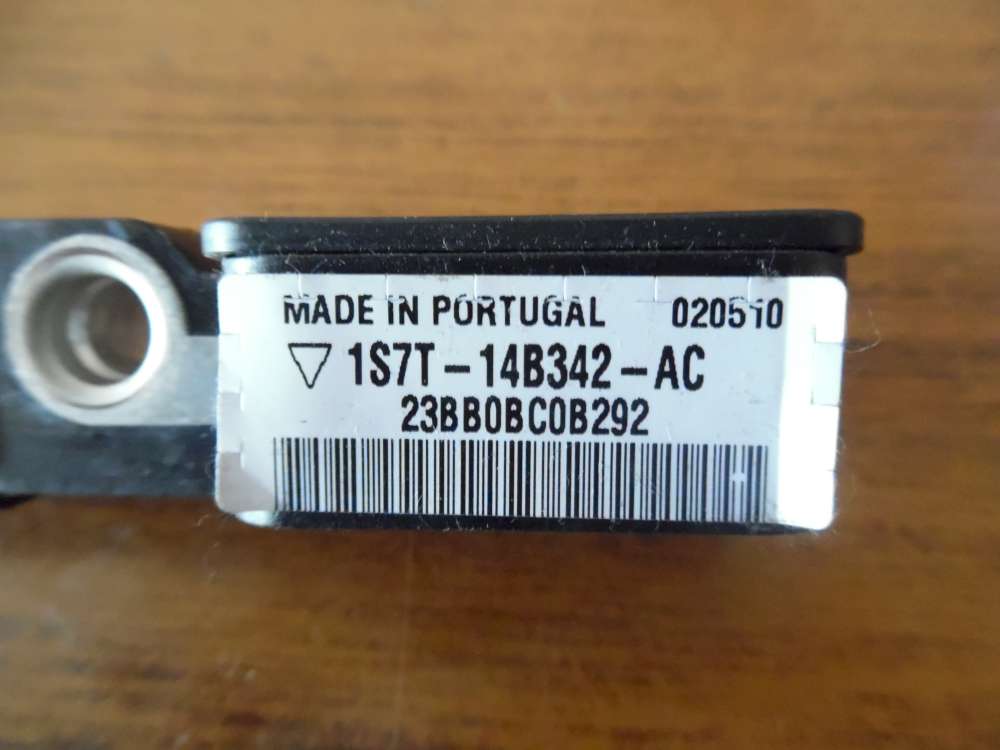 MADE IN PORTUGAL 020510
1S7T-14B342-AC
23BB0BC0B292